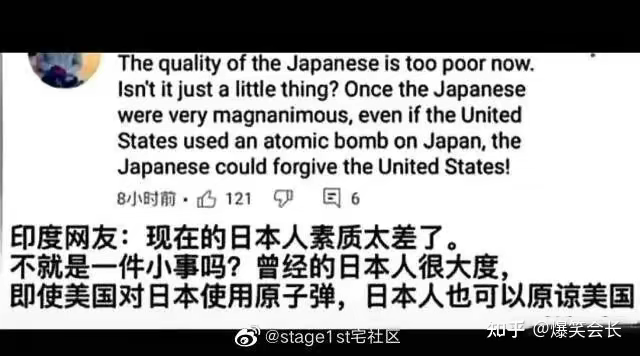 The quality of the Japanese is too poor now.
Isn't it just a little thing? Once the Japanese
were very magnanimous, even if the United
States used an atomic bomb on Japan, the
Japanese could forgive the United States!
8小时前 · 121 6
印度网友：现在的日本人素质太差了。
不就是一件小事吗？曾经的日本人很大度，
即使美国对日本使用原子弹，日本人也可以原谅美国
@stage1st宅社区
知乎 @爆笑会长